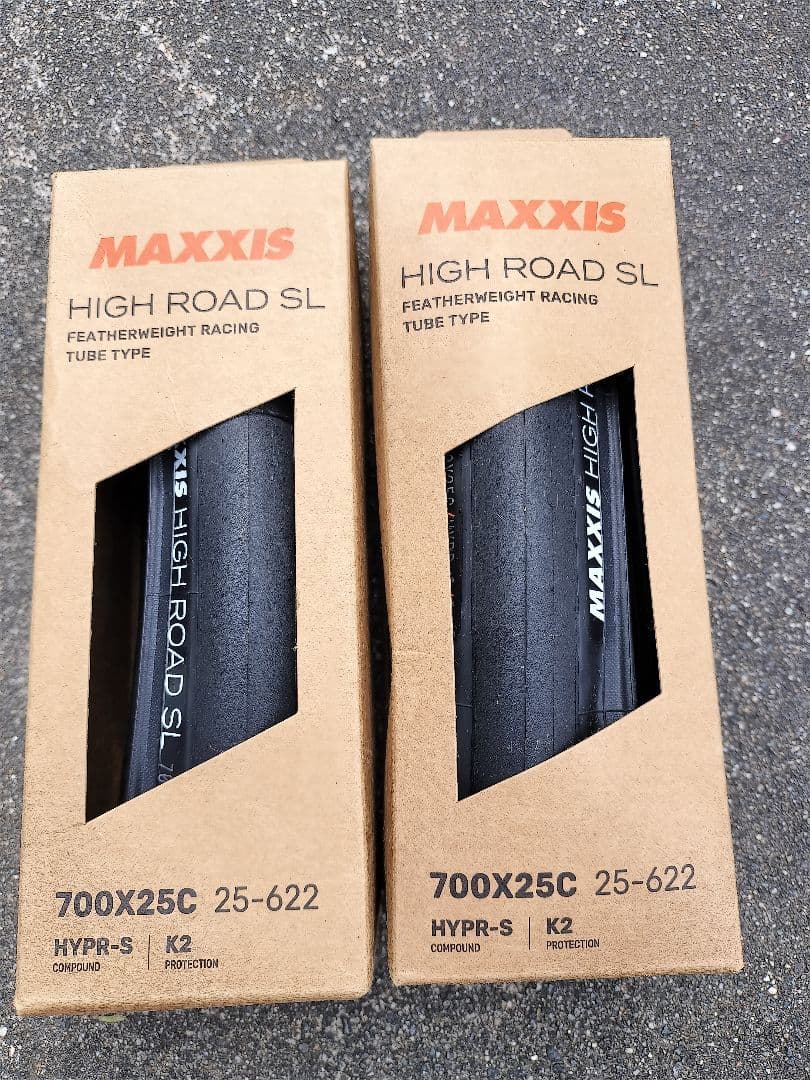 MAXXIS
HIGH ROAD SL
FEATHERWEIGHT RACING
TUBE TYPE
XIS HIGH ROAD SL
700X25C 25-622
HYPR-S K2
COMPOUND PROTECTION
MAXXIS
HIGH ROAD SL
FEATHERWEIGHT RACING
TUBE TYPE
MAXXIS HIGH
700X25C 25-622
HYPR-S K2
COMPOUND PROTECTION